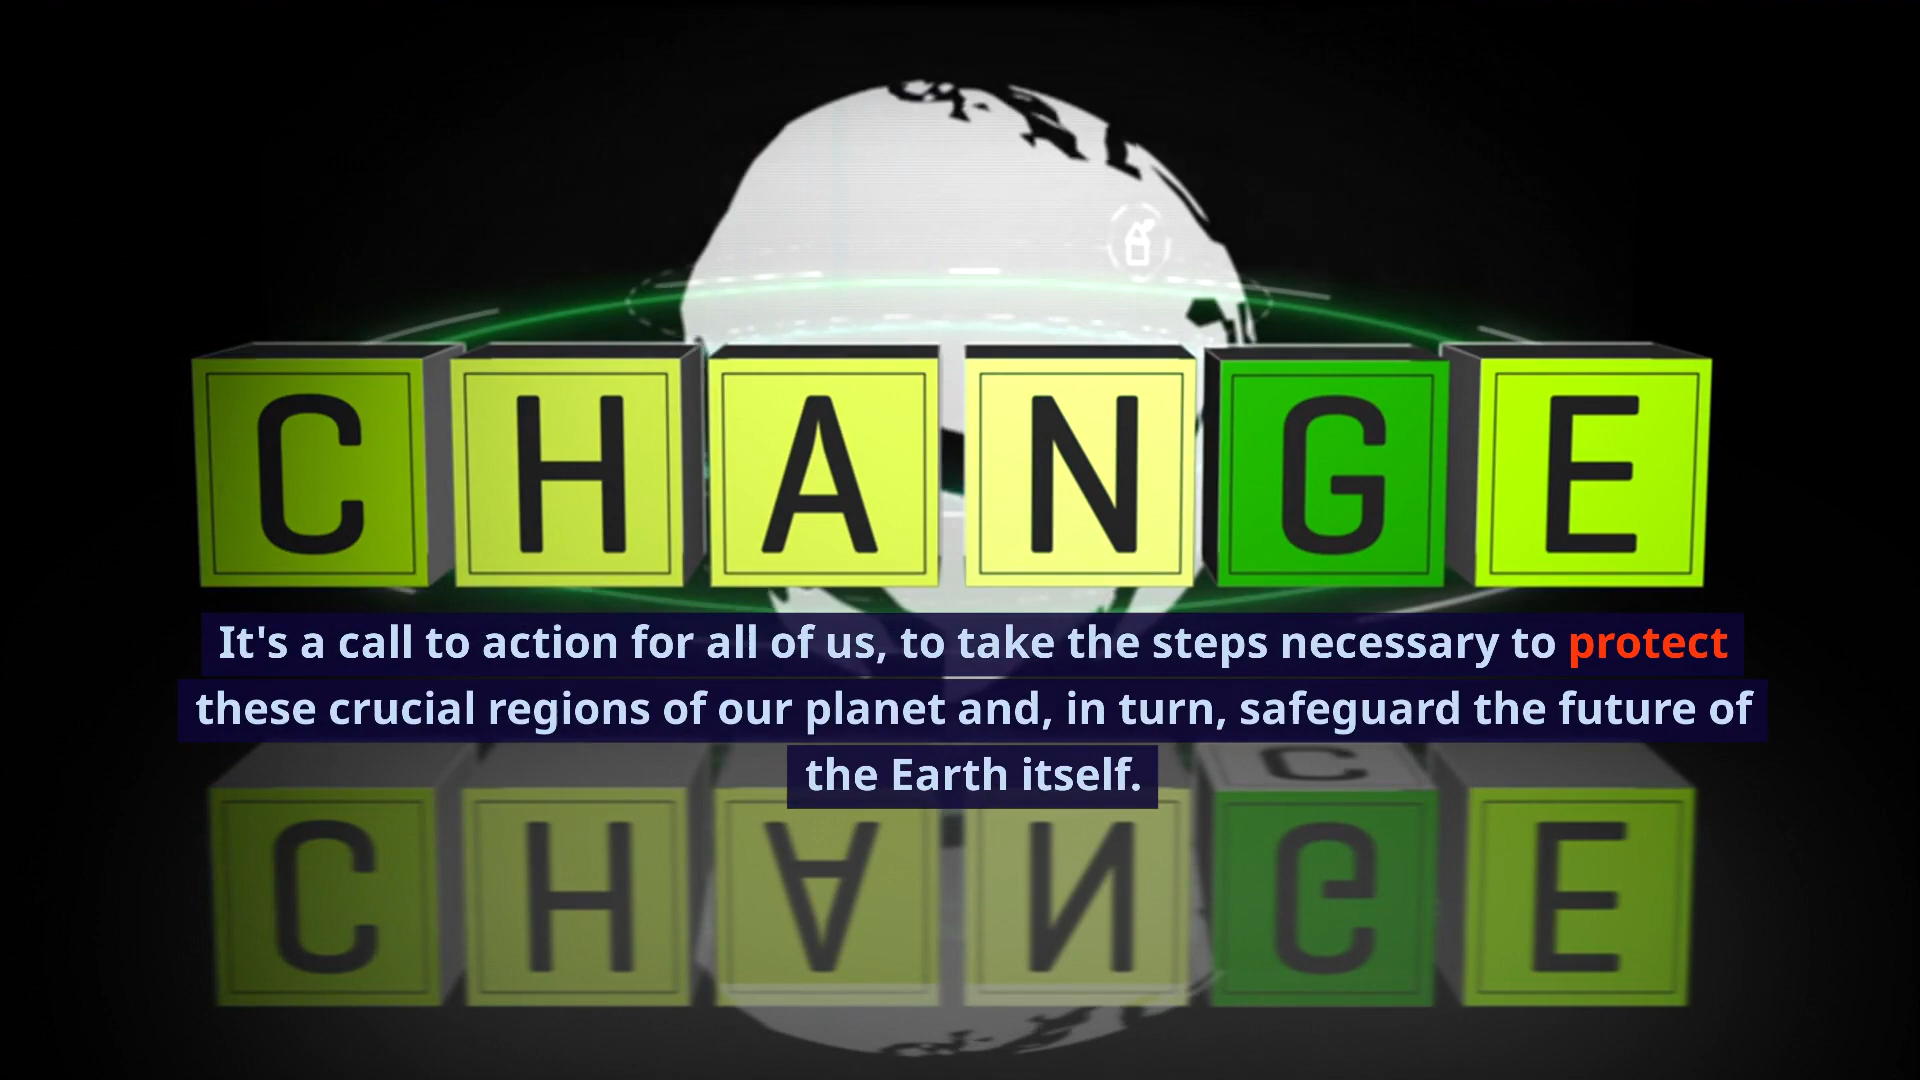 CHANGE
It's a call to action for all of us, to take the steps necessary to protect
these crucial regions of our planet and, in turn, safeguard the future of
the Earth itself.
C
CHANGE